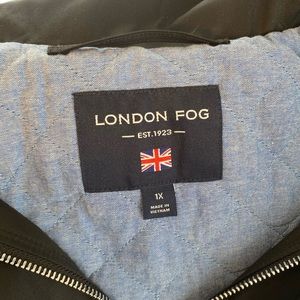 LONDON FOG
EST.1923
1X
MADE IN
VIETNAM